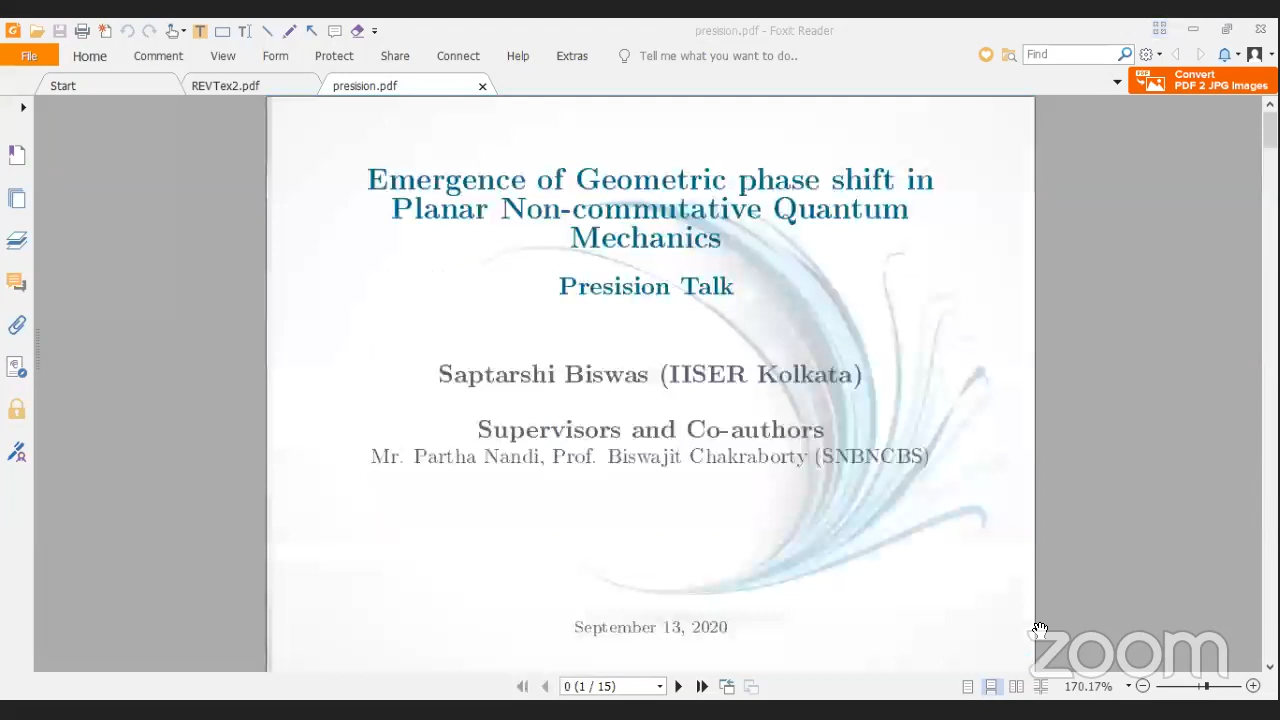 presision.pdf - Foxit Reader
File Home Comment View Form Protect Share Connect Help Extras Tell me what you want to do.. Find
Start REVTex2.pdf presision.pdf
Convert
PDF 2 JPG Images
Emergence of Geometric phase shift in
Planar Non-commutative Quantum
Mechanics
Presision Talk
Saptarshi Biswas (IISER Kolkata)
Supervisors and Co-authors
Mr. Partha Nandi, Prof. Biswajit Chakraborty (SNBNCBS)
September 13, 2020
zoom
0 (1 / 15) 170.17%